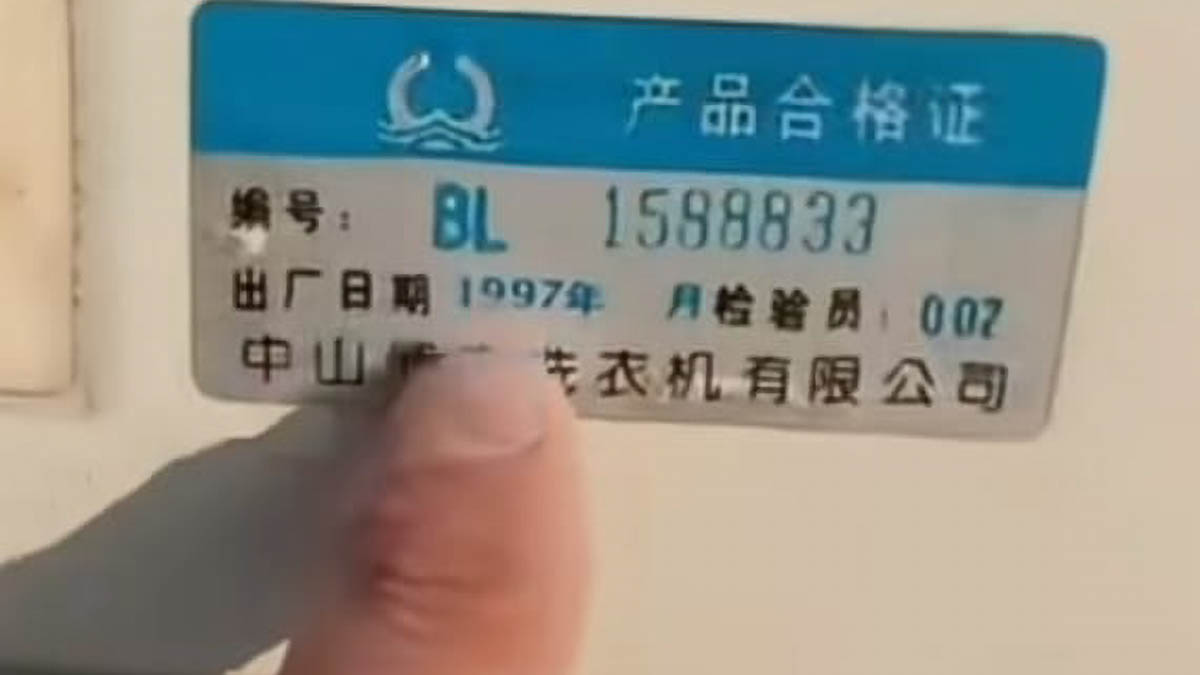 产品合格证
编号: BL 1588833
出厂日期 1997年 月 检验员: 007
中山 洗衣机有限公司